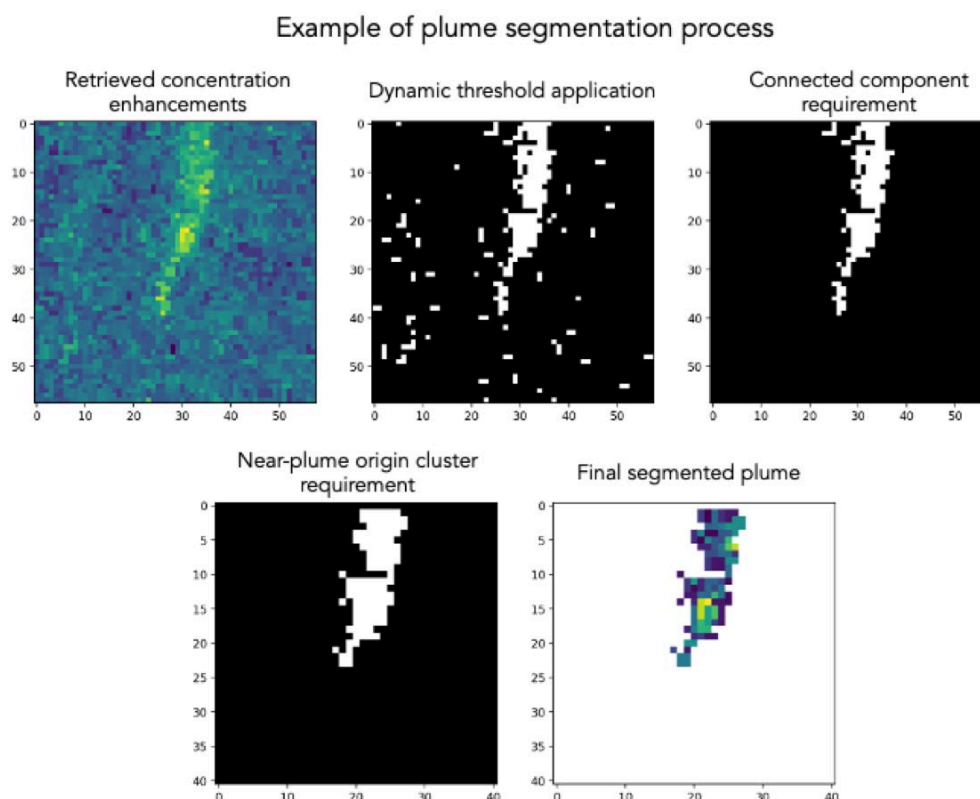 Example of plume segmentation process
Retrieved concentration
enhancements
Dynamic threshold application
Connected component
requirement
0
10
20
30
40
50
0 10 20 30 40 50
0
10
20
30
40
50
0 10 20 30 40 50
0
10
20
30
40
50
0 10 20 30 40 50
Near-plume origin cluster
requirement
Final segmented plume
0
5
10
15
20
25
30
35
40
0 10 20 30 40
0
5
10
15
20
25
30
35
40
0 10 20 30 40